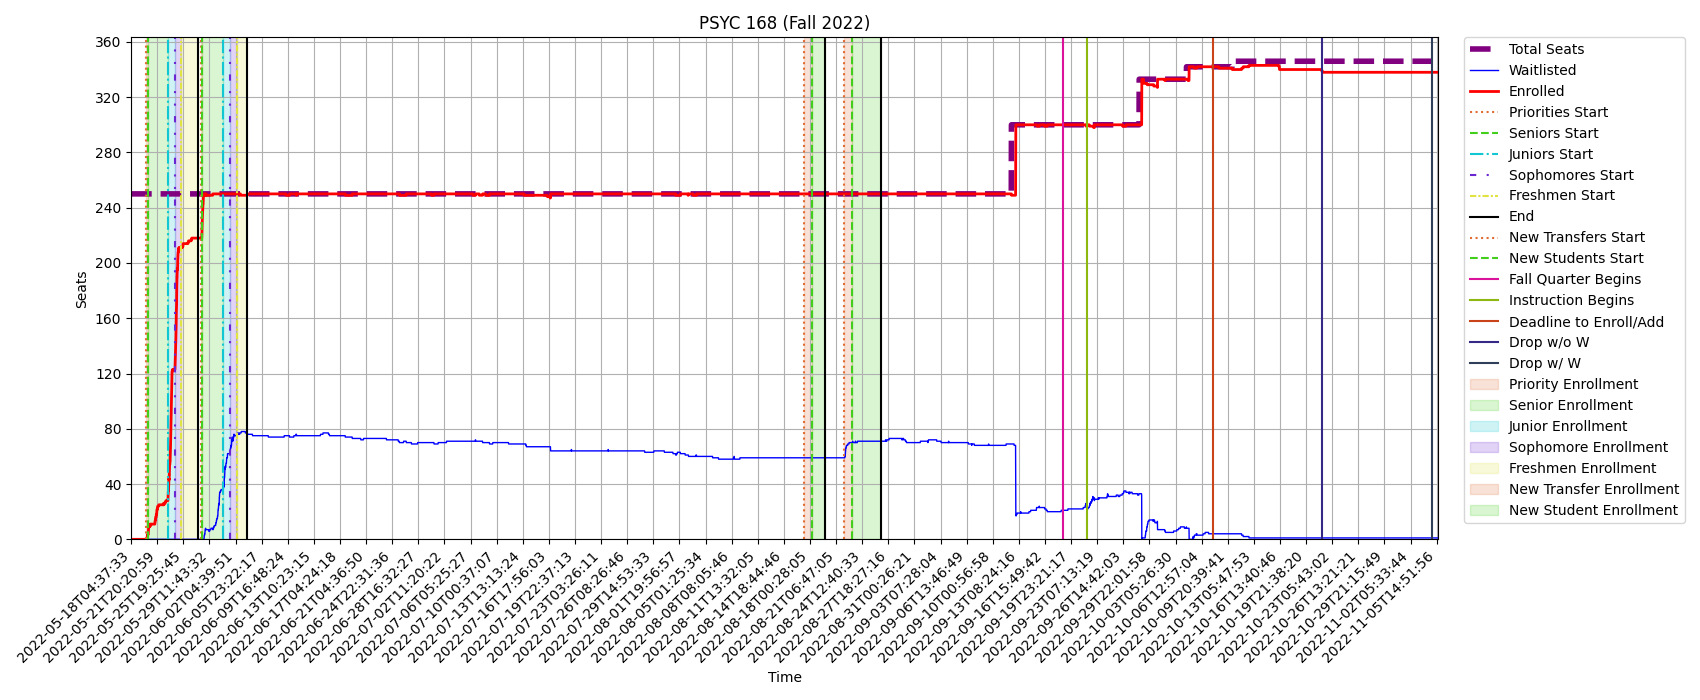 PSYC 168 (Fall 2022)
Seats
360
320
280
240
200
160
120
80
40
0
2022-05-18T04:37:33
2022-05-21T20:20:59
2022-05-25T19:25:45
2022-05-29T11:43:32
2022-06-02T04:39:51
2022-06-05T23:22:17
2022-06-09T16:48:24
2022-06-13T10:23:15
2022-06-17T04:24:18
2022-06-21T04:36:50
2022-06-24T22:31:36
2022-06-28T16:32:27
2022-07-02T11:20:22
2022-07-06T05:25:27
2022-07-10T00:37:07
2022-07-13T13:13:24
2022-07-16T17:56:03
2022-07-19T22:37:13
2022-07-23T03:26:11
2022-07-26T08:26:46
2022-07-29T14:53:33
2022-08-01T19:56:57
2022-08-05T01:25:34
2022-08-08T08:05:46
2022-08-11T13:32:05
2022-08-14T18:44:46
2022-08-18T00:28:05
2022-08-21T06:47:05
2022-08-24T12:40:33
2022-08-27T18:27:16
2022-08-31T00:26:21
2022-09-03T07:28:04
2022-09-06T13:46:49
2022-09-10T00:56:58
2022-09-13T08:24:16
2022-09-16T15:49:42
2022-09-19T23:21:17
2022-09-23T07:13:19
2022-09-26T14:42:03
2022-09-29T22:01:58
2022-10-03T05:26:30
2022-10-06T12:57:04
2022-10-09T20:39:41
2022-10-13T05:47:53
2022-10-16T13:40:46
2022-10-19T21:38:20
2022-10-23T05:43:02
2022-10-26T13:21:21
2022-10-29T21:15:49
2022-11-02T05:33:44
2022-11-05T14:51:56
Time
Total Seats
Waitlisted
Enrolled
Priorities Start
Seniors Start
Juniors Start
Sophomores Start
Freshmen Start
End
New Transfers Start
New Students Start
Fall Quarter Begins
Instruction Begins
Deadline to Enroll/Add
Drop w/o W
Drop w/ W
Priority Enrollment
Senior Enrollment
Junior Enrollment
Sophomore Enrollment
Freshmen Enrollment
New Transfer Enrollment
New Student Enrollment